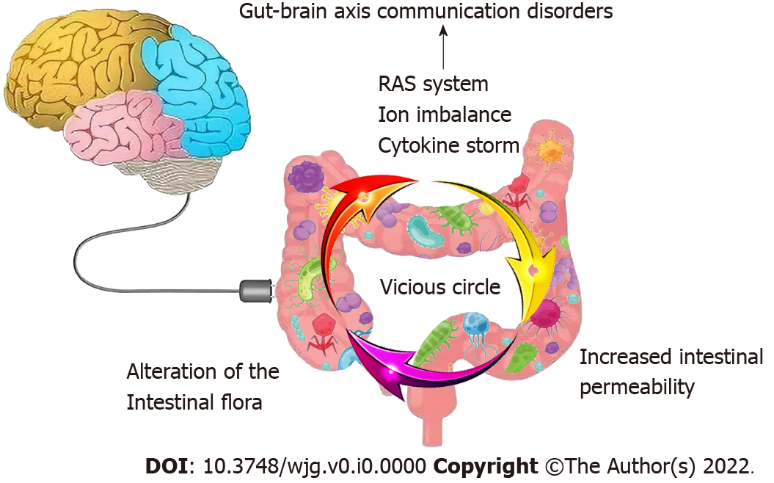 Gut-brain axis communication disorders
RAS system
Ion imbalance
Cytokine storm
Vicious circle
Increased intestinal
permeability
Alteration of the
Intestinal flora
DOI: 10.3748/wjg.v0.i0.0000 Copyright ©The Author(s) 2022.